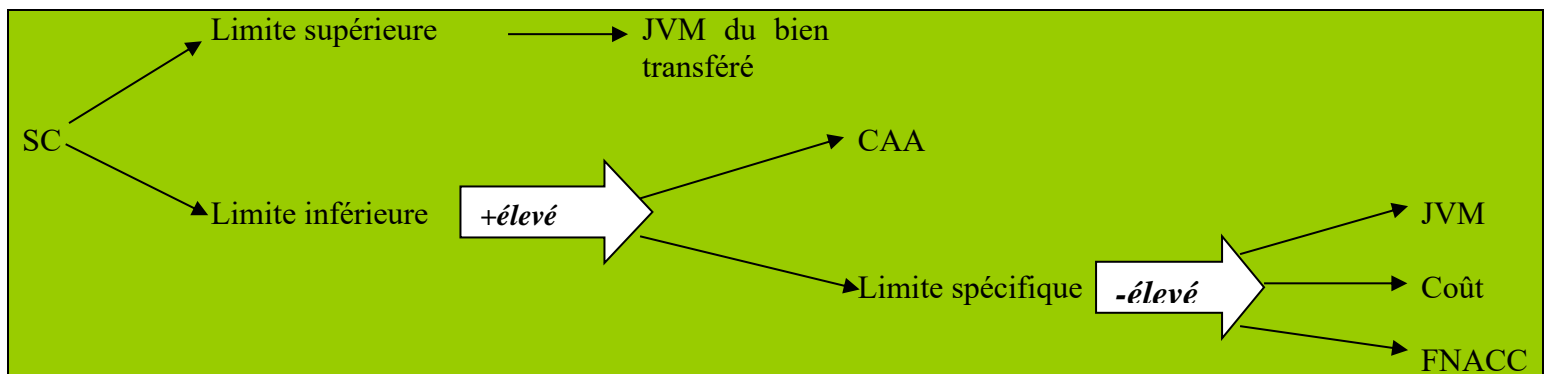 Limite supérieure
JVM du bien
transféré
SC
CAA
Limite inférieure
+élevé
JVM
Limite spécifique
-élevé
Coût
FNACC